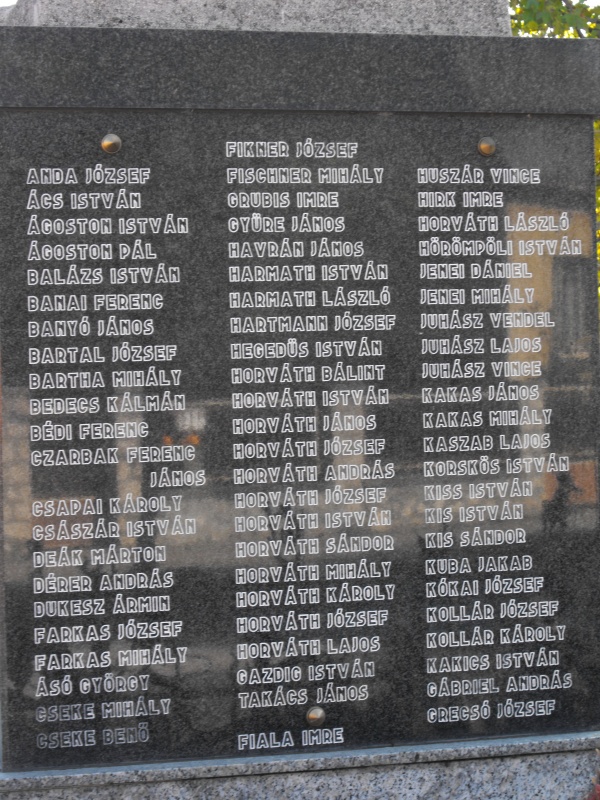 ANDA JÓZSEF
ÁCS ISTVÁN
ÁGOSTON ISTVÁN
ÁGOSTON PÁL
BALÁZS ISTVÁN
BANAI FERENC
BANYÓ JÁNOS
BARTAL JÓZSEF
BARTHA MIHÁLY
BEDECS KÁLMÁN
BÉDI FERENC
CZARBAK FERENC
JÁNOS
CSAPAI KÁROLY
CSÁSZÁR ISTVÁN
DEÁK MÁRTON
DÉRER ANDRÁS
DUKESZ ÁRMIN
FARKAS JÓZSEF
FARKAS MIHÁLY
ÁSÓ GYÖRGY
CSEKE MIHÁLY
CSEKE BENŐ
FIKNER JÓZSEF
FISCHNER MIHÁLY
GRUBIS IMRE
GYŰRE JÁNOS
HAVRÁN JÁNOS
HARMATH ISTVÁN
HARMATH LÁSZLÓ
HARTMANN JÓZSEF
HEGEDŰS ISTVÁN
HORVÁTH BÁLINT
HORVÁTH ISTVÁN
HORVÁTH JÁNOS
HORVÁTH JÓZSEF
HORVÁTH ANDRÁS
HORVÁTH JÓZSEF
HORVÁTH ISTVÁN
HORVÁTH SÁNDOR
HORVÁTH MIHÁLY
HORVÁTH KÁROLY
HORVÁTH JÓZSEF
HORVÁTH LAJOS
GAZDIG ISTVÁN
TAKÁCS JÁNOS
FIALA IMRE
HUSZÁR VINCE
HIRK IMRE
HORVÁTH LÁSZLÓ
HÖRÖMPÖLI ISTVÁN
JENEI DÁNIEL
JENEI MIHÁLY
JUHÁSZ VENDEL
JUHÁSZ LAJOS
JUHÁSZ VINCE
KAKAS JÁNOS
KAKAS MIHÁLY
KASZAB LAJOS
KORSKÓS ISTVÁN
KISS ISTVÁN
KIS ISTVÁN
KIS SÁNDOR
KUBA JAKAB
KÓKAI JÓZSEF
KOLLÁR JÓZSEF
KOLLÁR KÁROLY
KAKICS ISTVÁN
GÁBRIEL ANDRÁS
GRECSÓ JÓZSEF